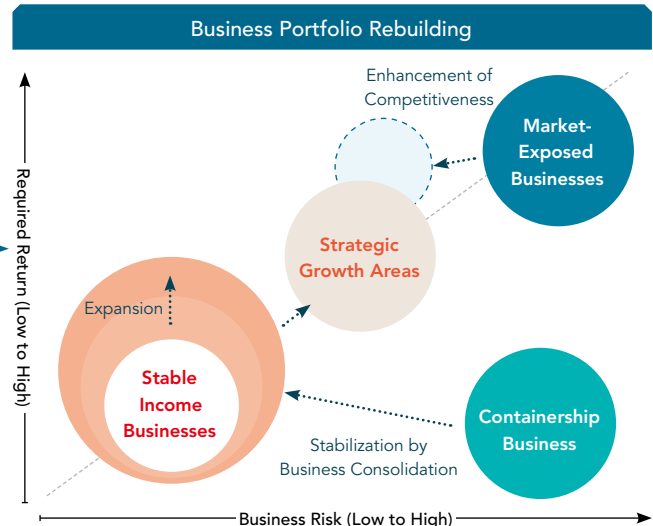 Business Portfolio Rebuilding
Enhancement of
Competitiveness
Market-
Exposed
Businesses
Required Return (Low to High)
Strategic
Growth Areas
Expansion
Stable
Income
Businesses
Containership
Business
Stabilization by
Business Consolidation
Business Risk (Low to High)